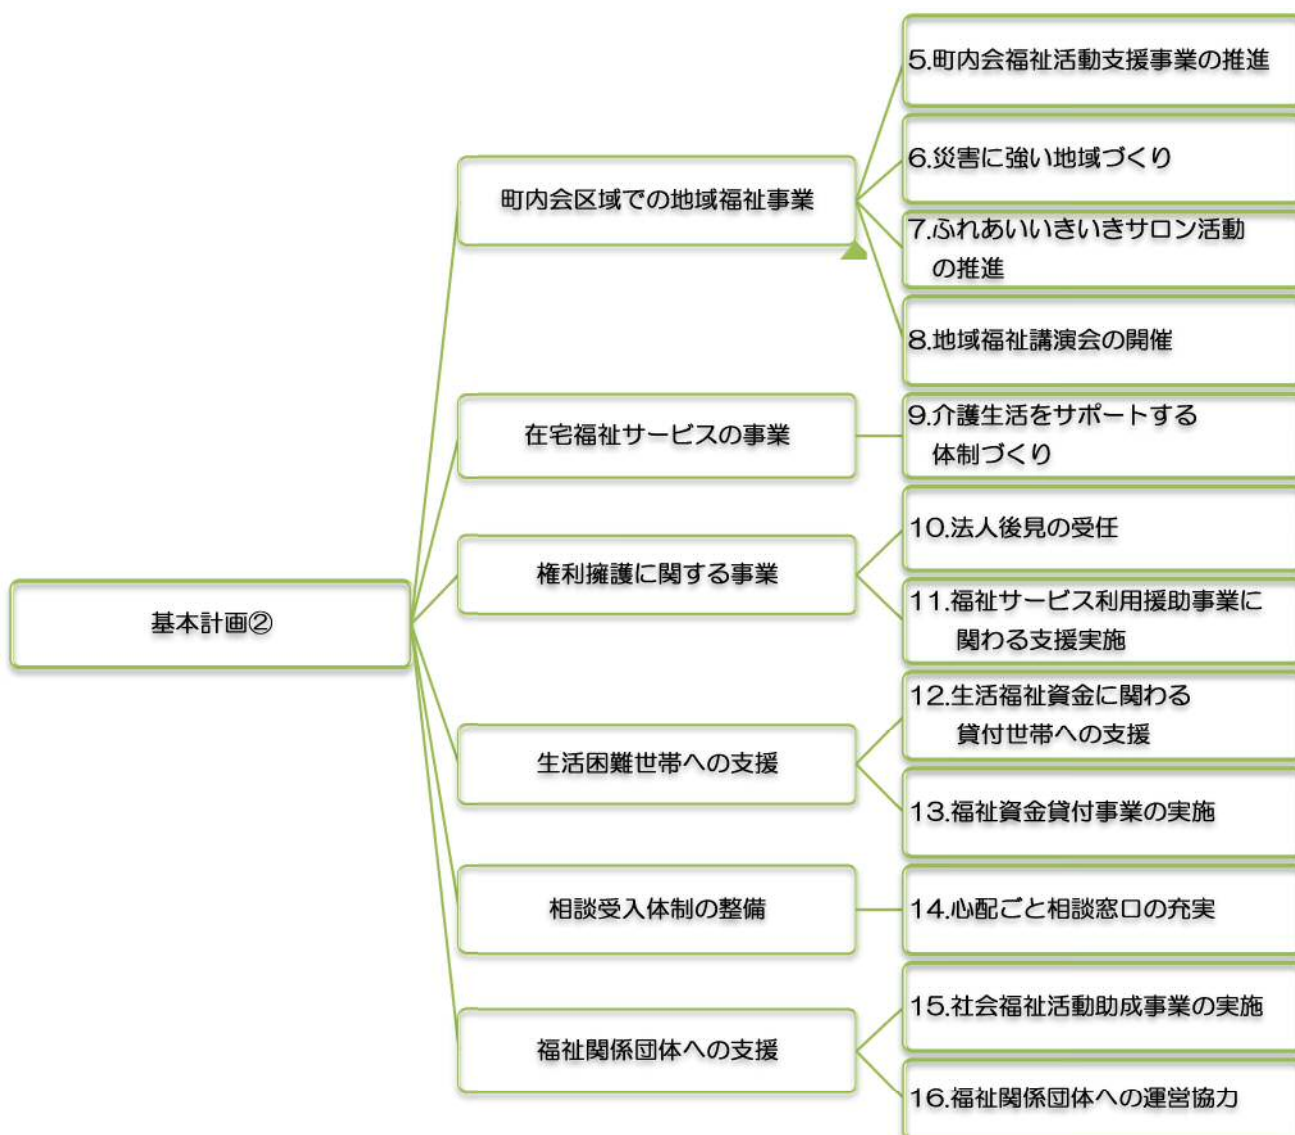 基本計画②
町内会区域での地域福祉事業
5.町内会福祉活動支援事業の推進
6.災害に強い地域づくり
7.ふれあいいきいきサロン活動
の推進
8.地域福祉講演会の開催
在宅福祉サービスの事業
9.介護生活をサポートする
体制づくり
権利擁護に関する事業
10.法人後見の受任
11.福祉サービス利用援助事業に
関わる支援実施
生活困難世帯への支援
12.生活福祉資金に関わる
貸付世帯への支援
13.福祉資金貸付事業の実施
相談受入体制の整備
14.心配ごと相談窓口の充実
福祉関係団体への支援
15.社会福祉活動助成事業の実施
16.福祉関係団体への運営協力